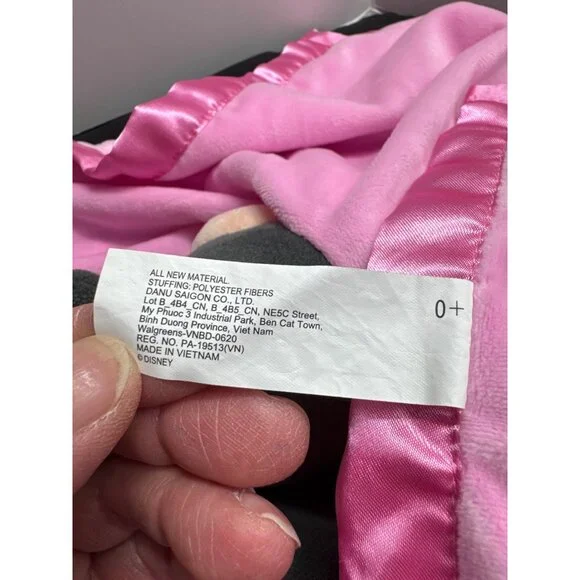 ALL NEW MATERIAL.
STUFFING: POLYESTER FIBERS
DANU SAIGON CO., LTD.
Lot B_4B4_CN, B_4B5_CN, NE5C Street,
My Phuoc 3 Industrial Park, Ben Cat Town,
Binh Duong Province, Viet Nam
Walgreens-VNBD-0620
REG. NO. PA-19513(VN)
MADE IN VIETNAM
©DISNEY
0+